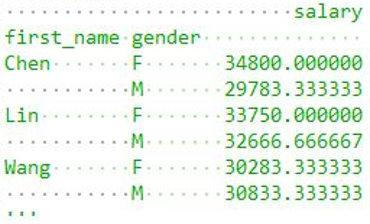 salary
first_name gender
Chen F 34800.000000
M 29783.333333
Lin F 33750.000000
M 32666.666667
Wang F 30283.333333
M 30833.333333
'''